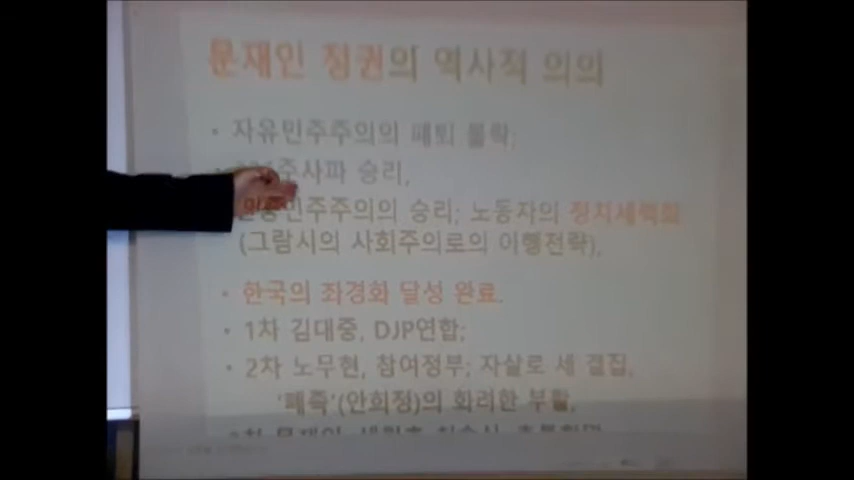 문재인 정권의 역사적 의의
• 자유민주주의의 패퇴 몰락;
주사파 승리,
민중민주주의의 승리; 노동자의 정치세력화
(그람시의 사회주의로의 이행전략),
• 한국의 좌경화 달성 완료.
• 1차 김대중, DJP연합;
• 2차 노무현, 참여정부; 자살로 세 결집,
'폐족'(안희정)의 화려한 부활,